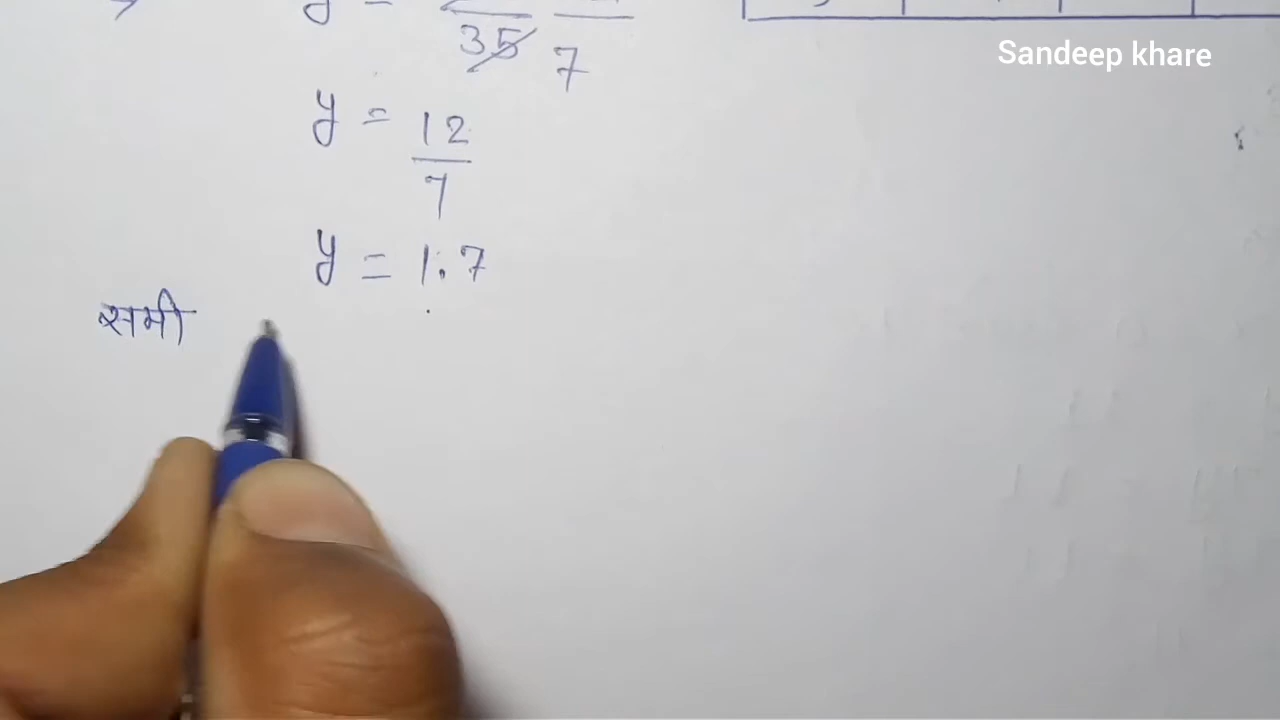 y =
35 7
Sandeep khare
y = 12
7
y = 1.7
समी